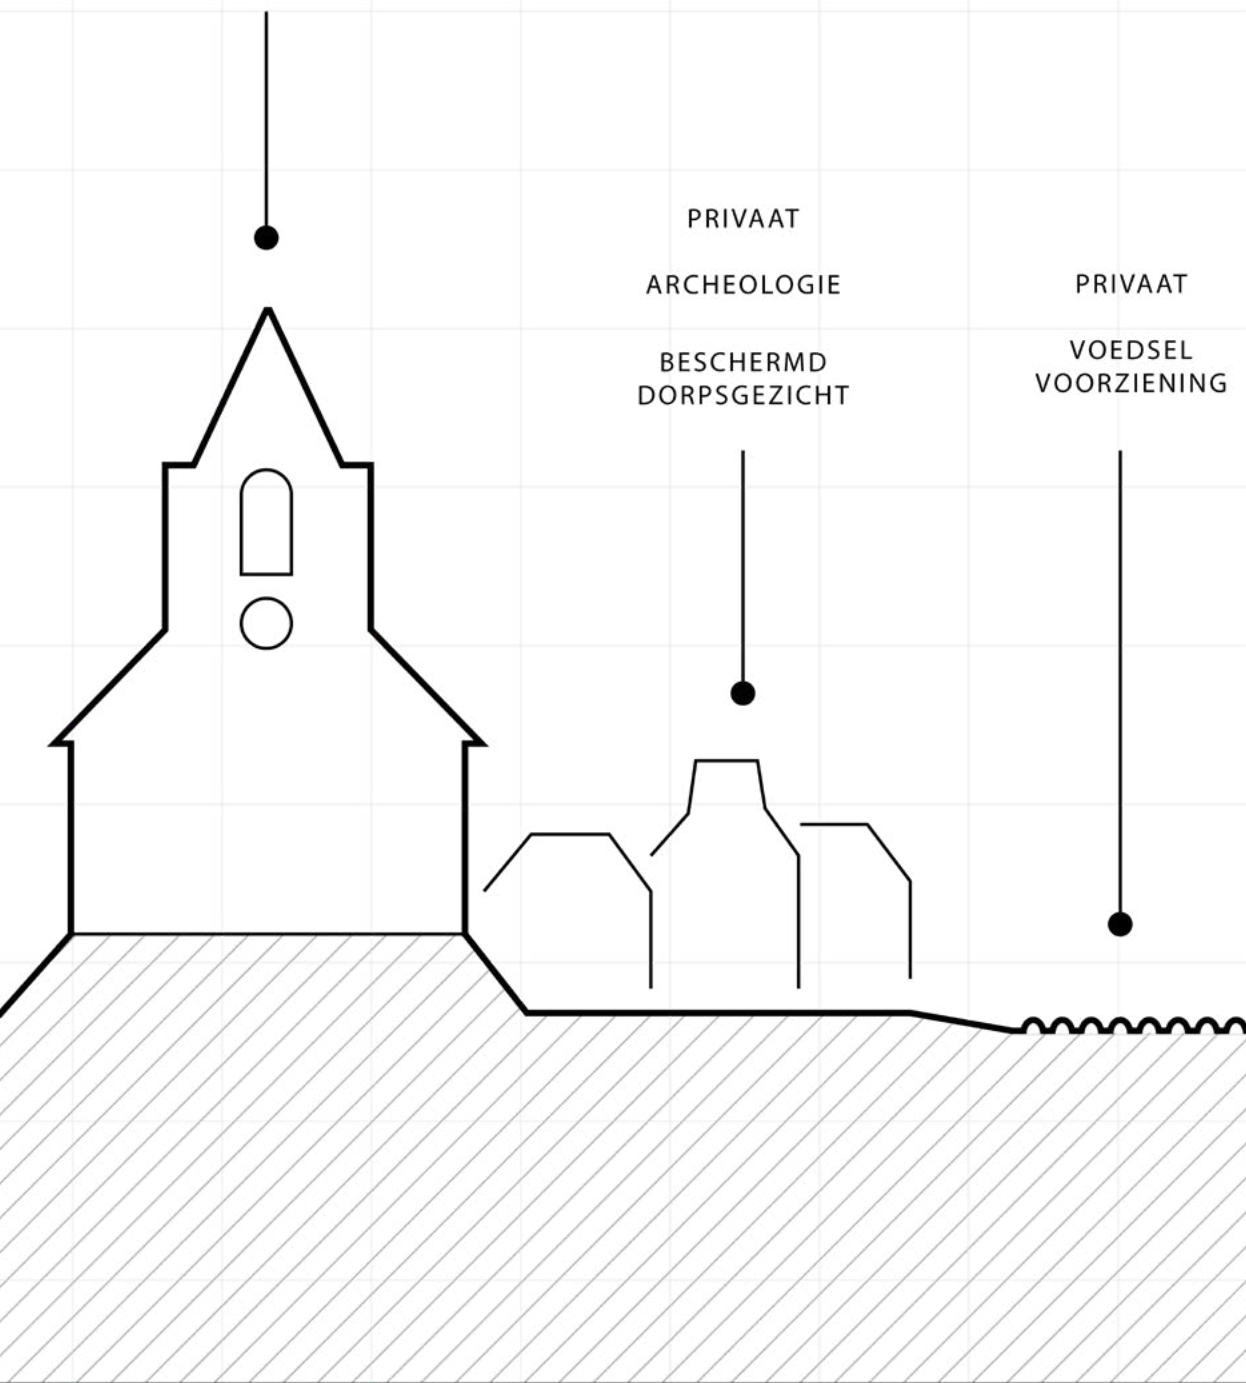 PRIVAAT
ARCHEOLOGIE
BESCHERMD
DORPSGEZICHT
PRIVAAT
VOEDSEL
VOORZIENING